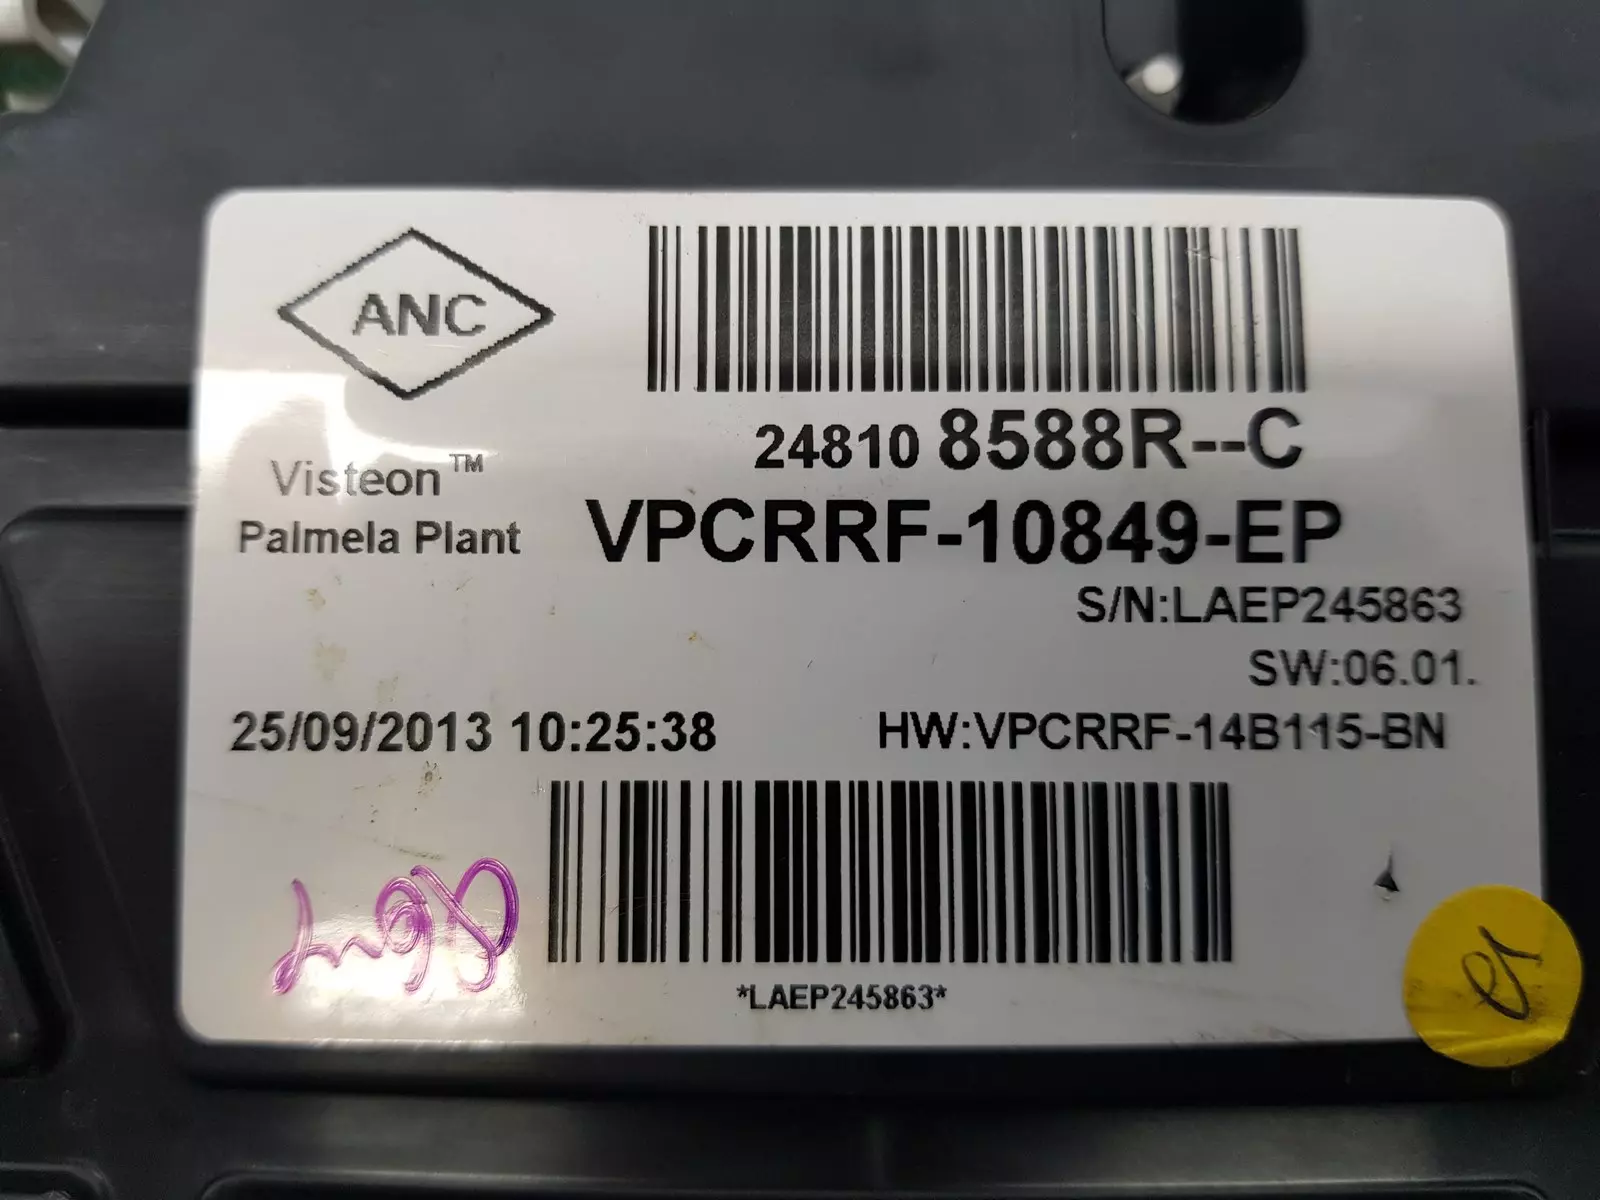 ANC
24810 8588R--C
Visteon™
Palmela Plant
VPCRRF-10849-EP
S/N:LAEP245863
SW:06.01.
25/09/2013 10:25:38
HW:VPCRRF-14B115-BN
*LAEP245863*